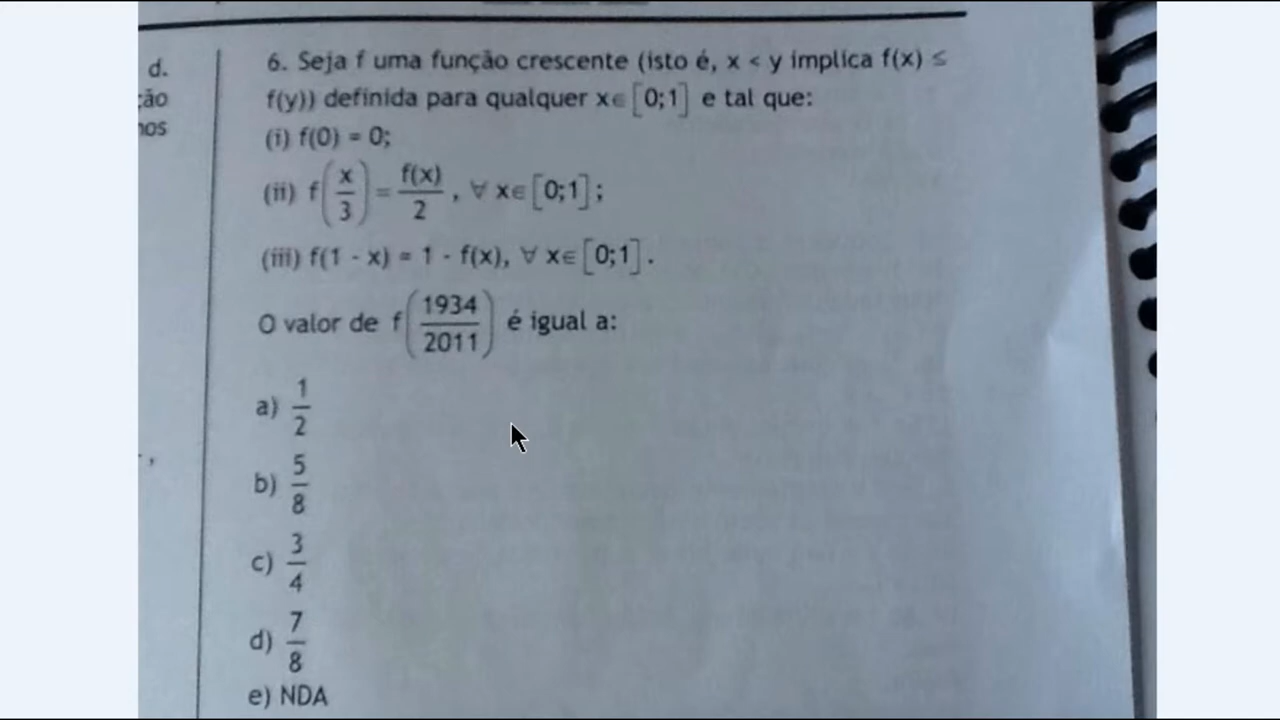 d.
ção
nos
,
6. Seja f uma função crescente (isto é, x < y implica f(x) ≤
f(y)) definida para qualquer x∈[0;1] e tal que:
(i) f(0) = 0;
(ii) f(x/3) = f(x)/2, ∀ x∈[0;1];
(iii) f(1 - x) = 1 - f(x), ∀ x∈[0;1].
O valor de f(1934/2011) é igual a:
a) 1/2
b) 5/8
c) 3/4
d) 7/8
e) NDA